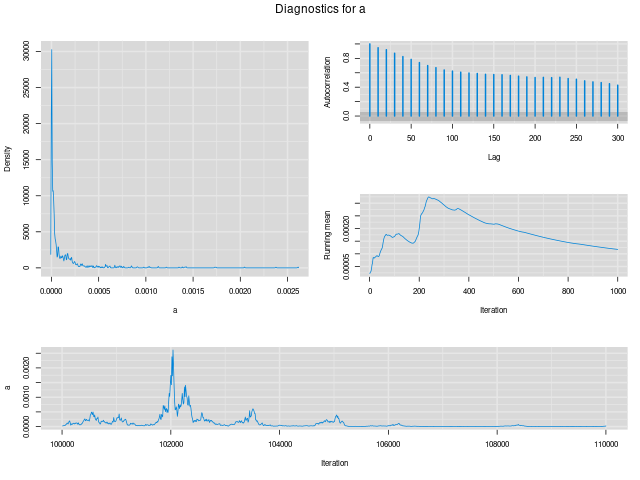 Diagnostics for a
Density
0 5000 10000 15000 20000 25000 30000
0.0000 0.0005 0.0010 0.0015 0.0020 0.0025
a
Autocorrelation
0.0 0.4 0.8
0 50 100 150 200 250 300
Lag
Running mean
0.00005 0.00020
0 200 400 600 800 1000
Iteration
a
0.0000 0.0010 0.0020
100000 102000 104000 106000 108000 110000
Iteration